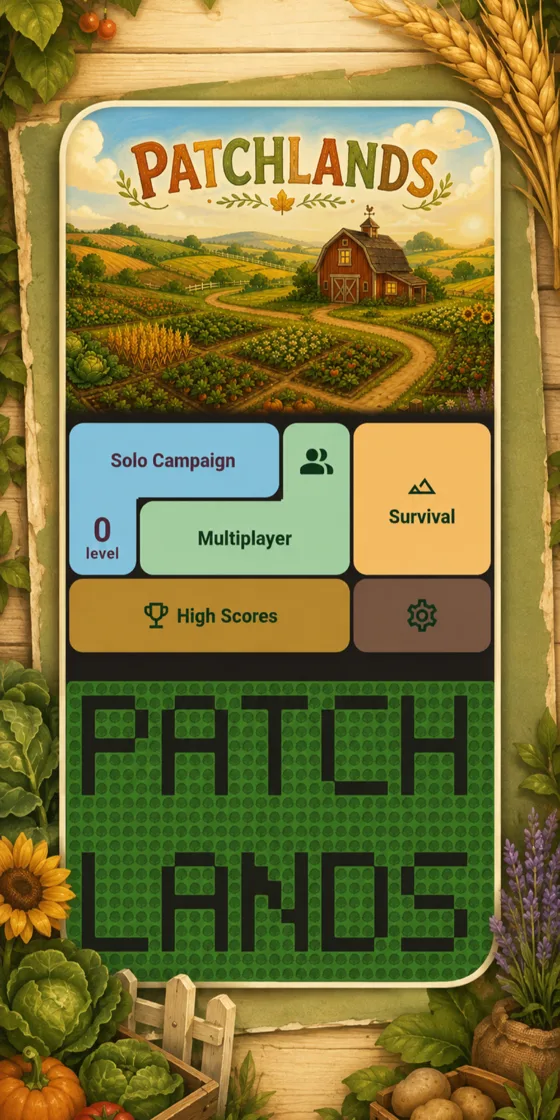 PATCHLANDS
Solo Campaign
0
level
Multiplayer
Survival
High Scores
PATCH
LANDS